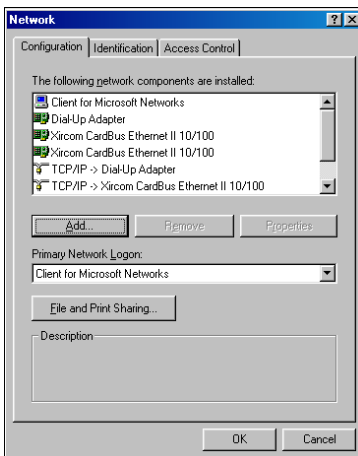 Network
Configuration Identification Access Control
The following network components are installed:
Client for Microsoft Networks
Dial-Up Adapter
Xircom CardBus Ethernet II 10/100
Xircom CardBus Ethernet II 10/100
TCP/IP -> Dial-Up Adapter
TCP/IP -> Xircom CardBus Ethernet II 10/100
Add... Remove Properties
Primary Network Logon:
Client for Microsoft Networks
File and Print Sharing...
Description
OK Cancel